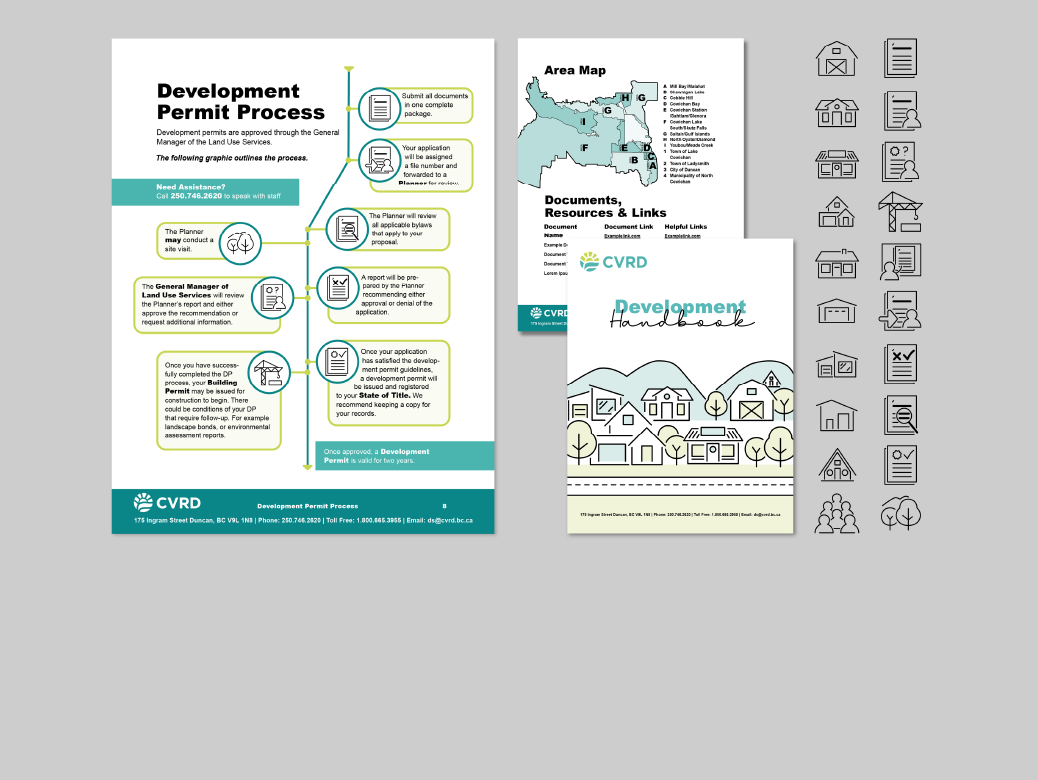 Development
Permit Process
Development permits are approved through the General
Manager of the Land Use Services.
The following graphic outlines the process.
Need Assistance?
Call 250.746.2620 to speak with staff
Submit all documents
in one complete
package.
Your application
will be assigned
a file number and
forwarded to a
Planner for review.
The Planner will review
all applicable bylaws
that apply to your
proposal.
The Planner
may conduct a
site visit.
A report will be pre-
pared by the Planner
recommending either
approval or denial of the
application.
The General Manager of
Land Use Services will review
the Planner's report and either
approve the recommendation or
request additional information.
Once your application
has satisfied the develop-
ment permit guidelines,
a development permit will
be issued and registered
to your State of Title. We
recommend keeping a copy for
your records.
Once you have success-
fully completed the DP
process, your Building
Permit may be issued for
construction to begin. There
could be conditions of your DP
that require follow-up. For example
landscape bonds, or environmental
assessment reports.
Once approved, a Development
Permit is valid for two years.
CVRD
Development Permit Process 8
175 Ingram Street Duncan, BC V9L 1N8 | Phone: 250.746.2620 | Toll Free: 1.800.665.3955 | Email: ds@cvrd.bc.ca
Area Map
H G
G
I
F
E D
B C
A
A Mill Bay/Malahat
B Shawnigan Lake
C Cobble Hill
D Cowichan Bay
E Cowichan Station
/Sahtlam/Glenora
F Cowichan Lake
South/Skutz Falls
G Saltair/Gulf Islands
H North Oyster/Diamond
I Youbou/Meade Creek
1 Town of Lake
Cowichan
2 Town of Ladysmith
3 City of Duncan
4 Municipality of North
Cowichan
Documents,
Resources & Links
Document
Name
Document Link
Helpful Links
Example D
Examplelink.com
Examplelink.com
Document
Document
Lorem Ipsu
CVRD
175 Ingram Street D
CVRD
Development
Handbook
175 Ingram Street Duncan, BC V9L 1N8 | Phone: 250.746.2620 | Toll Free: 1.800.665.3955 | Email: ds@cvrd.bc.ca